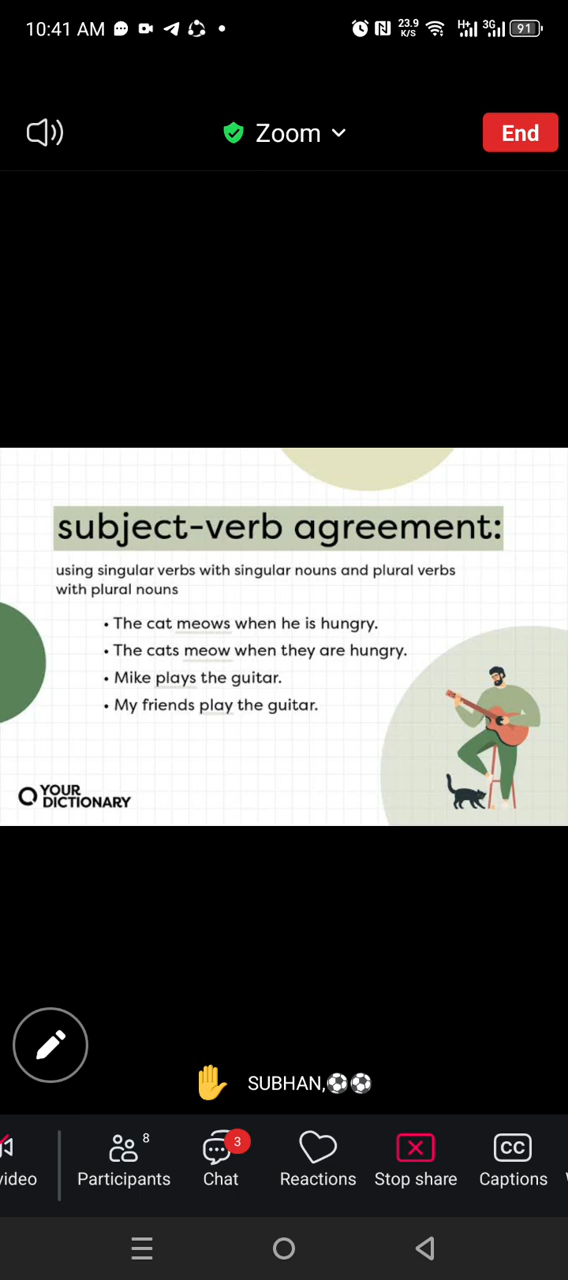 10:41 AM 23.9 K/S H+ 3G 91
Zoom End
subject-verb agreement:
using singular verbs with singular nouns and plural verbs
with plural nouns
• The cat meows when he is hungry.
• The cats meow when they are hungry.
• Mike plays the guitar.
• My friends play the guitar.
YOUR
DICTIONARY
SUBHAN,⚽⚽
8 3 CC
video Participants Chat Reactions Stop share Captions